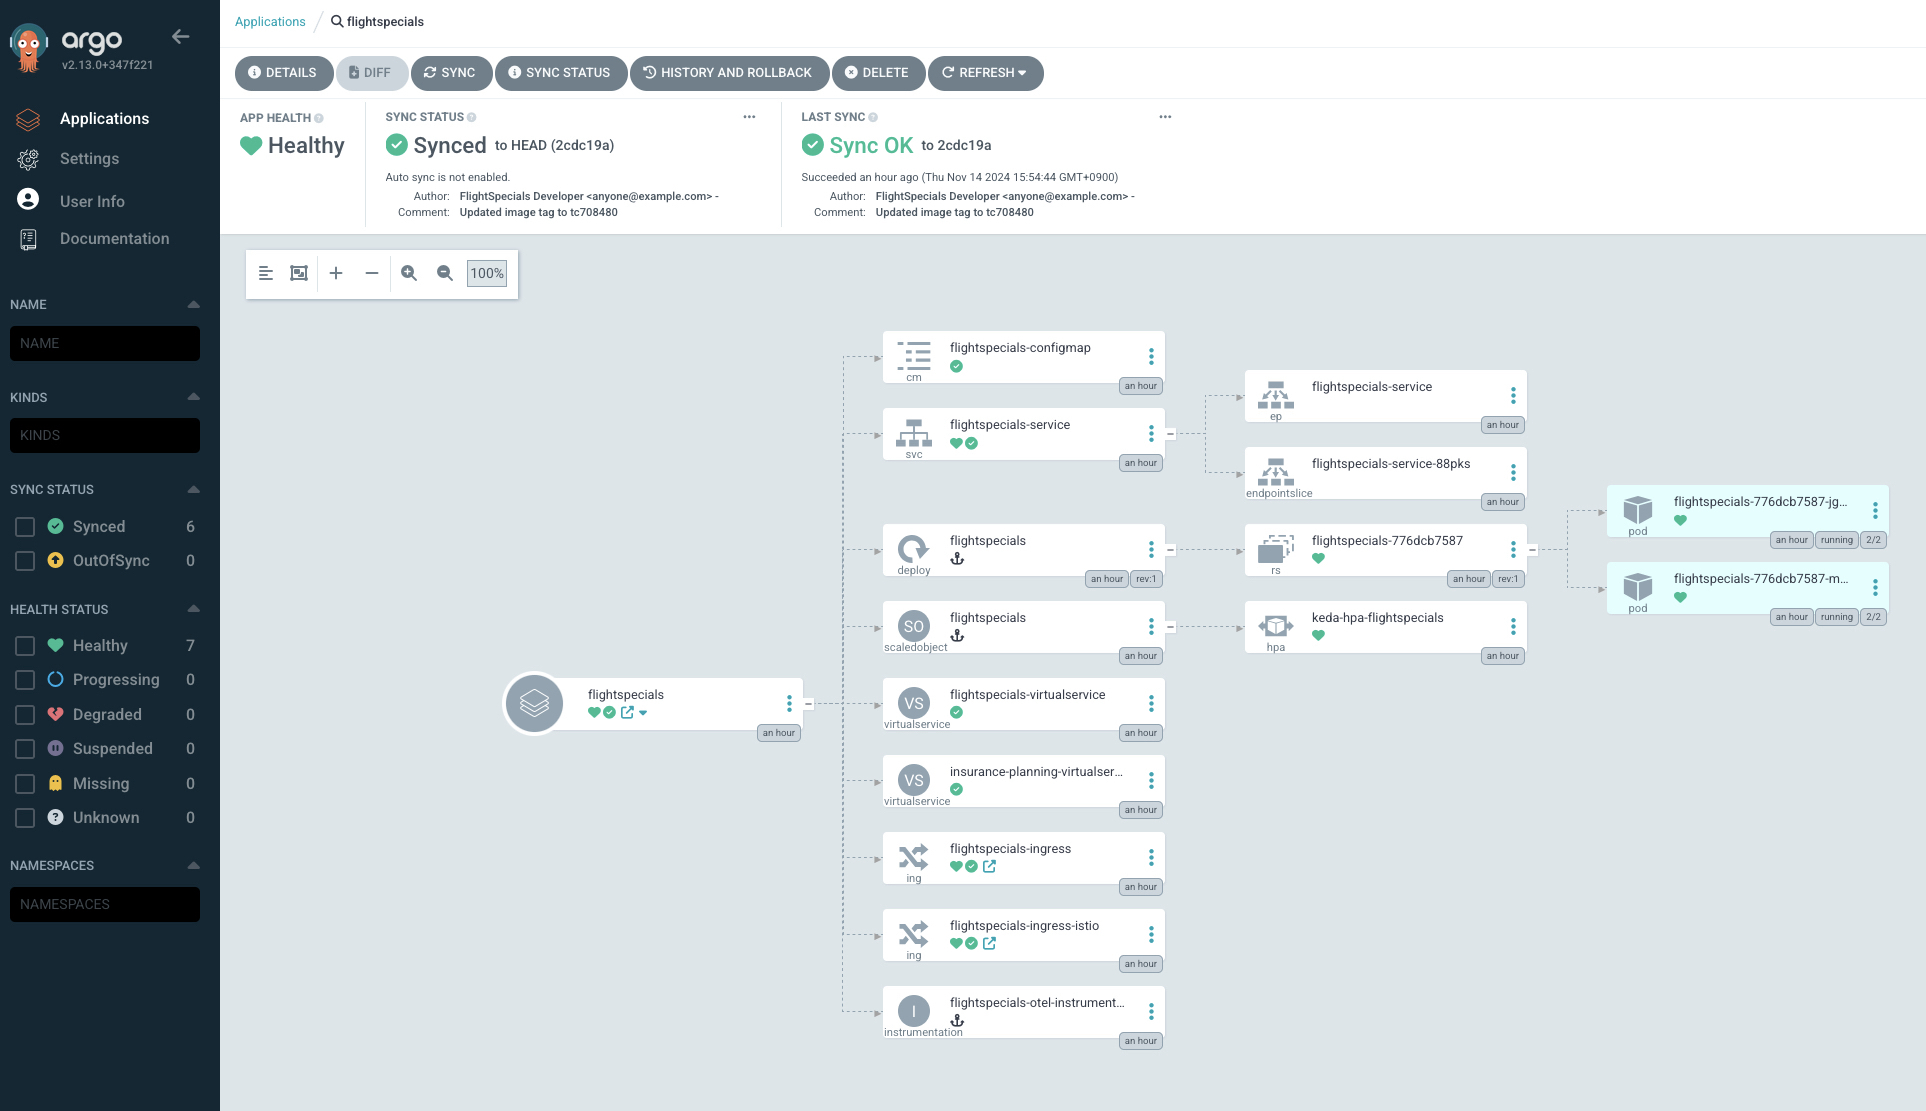 argo
v2.13.0+347f221
Applications
Settings
User Info
Documentation
NAME
NAME
KINDS
KINDS
SYNC STATUS
Synced 6
OutOfSync 0
HEALTH STATUS
Healthy 7
Progressing 0
Degraded 0
Suspended 0
Missing 0
Unknown 0
NAMESPACES
NAMESPACES
Applications / flightspecials
DETAILS DIFF SYNC SYNC STATUS HISTORY AND ROLLBACK DELETE REFRESH
APP HEALTH
Healthy
SYNC STATUS
Synced to HEAD (2cdc19a)
Auto sync is not enabled.
Author: FlightSpecials Developer <anyone@example.com> -
Comment: Updated image tag to tc708480
LAST SYNC
Sync OK to 2cdc19a
Succeeded an hour ago (Thu Nov 14 2024 15:54:44 GMT+0900)
Author: FlightSpecials Developer <anyone@example.com> -
Comment: Updated image tag to tc708480
100%
flightspecials
an hour
flightspecials-configmap
cm
an hour
flightspecials-service
svc
an hour
flightspecials
deploy
an hour rev:1
SO
flightspecials
scaledobject
an hour
VS
flightspecials-virtualservice
virtualservice
an hour
VS
insurance-planning-virtualser...
virtualservice
an hour
flightspecials-ingress
ing
an hour
flightspecials-ingress-istio
ing
an hour
I
flightspecials-otel-instrument...
instrumentation
an hour
flightspecials-service
ep
an hour
flightspecials-service-88pks
endpointslice
an hour
flightspecials-776dcb7587
rs
an hour rev:1
keda-hpa-flightspecials
hpa
an hour
flightspecials-776dcb7587-jg...
pod
an hour running 2/2
flightspecials-776dcb7587-m...
pod
an hour running 2/2